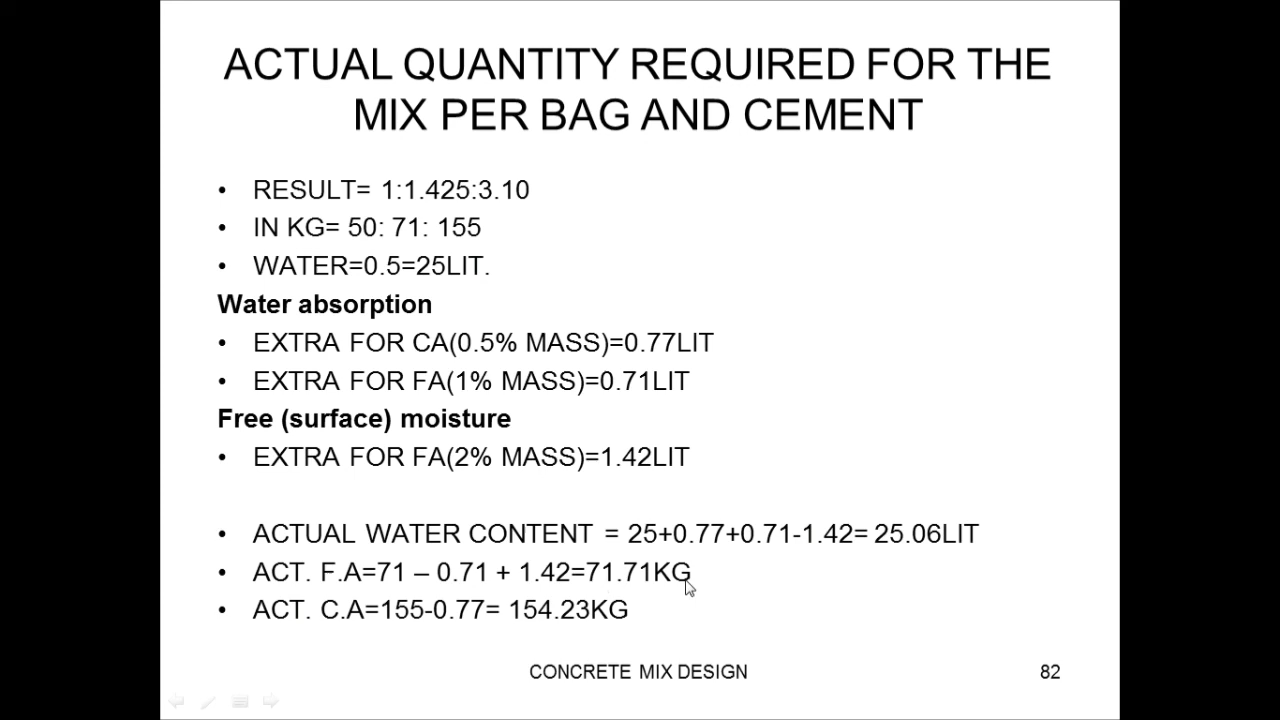 ACTUAL QUANTITY REQUIRED FOR THE
MIX PER BAG AND CEMENT
• RESULT= 1:1.425:3.10
• IN KG= 50: 71: 155
• WATER=0.5=25LIT.
Water absorption
• EXTRA FOR CA(0.5% MASS)=0.77LIT
• EXTRA FOR FA(1% MASS)=0.71LIT
Free (surface) moisture
• EXTRA FOR FA(2% MASS)=1.42LIT
• ACTUAL WATER CONTENT = 25+0.77+0.71-1.42= 25.06LIT
• ACT. F.A=71 – 0.71 + 1.42=71.71KG
• ACT. C.A=155-0.77= 154.23KG
CONCRETE MIX DESIGN
82